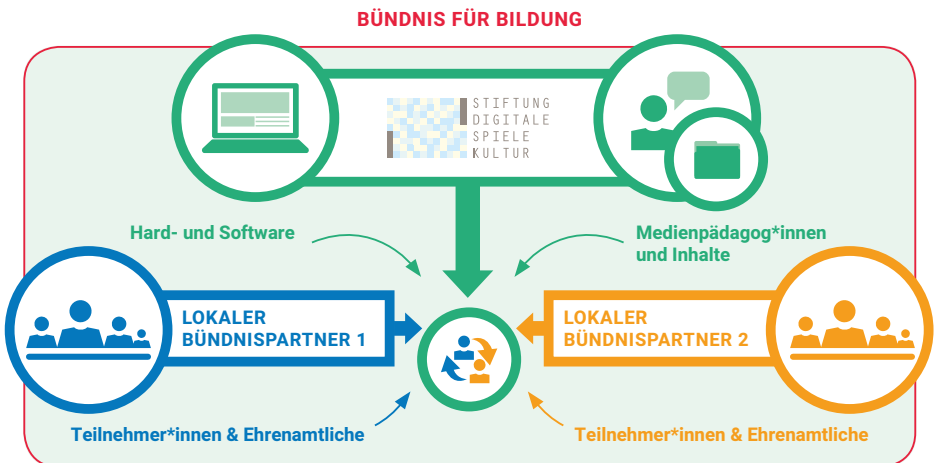 BÜNDNIS FÜR BILDUNG
STIFTUNG
DIGITALE
SPIELE
KULTUR
Hard- und Software
Medienpädagog*innen
und Inhalte
LOKALER
BÜNDNISPARTNER 1
LOKALER
BÜNDNISPARTNER 2
Teilnehmer*innen & Ehrenamtliche
Teilnehmer*innen & Ehrenamtliche